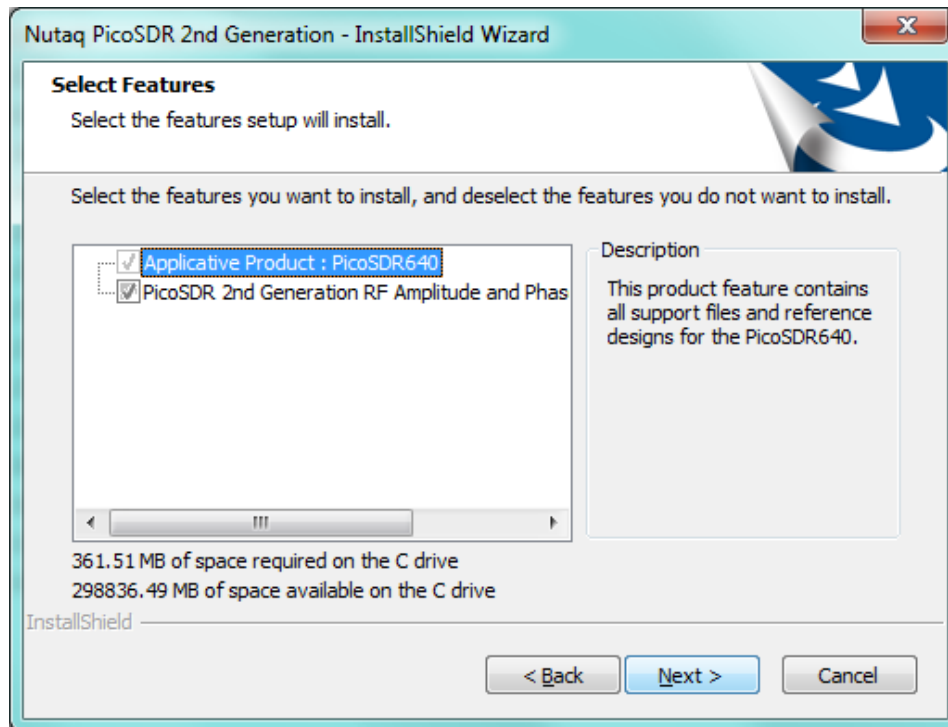 Nutaq PicoSDR 2nd Generation - InstallShield Wizard
Select Features
Select the features setup will install.
Select the features you want to install, and deselect the features you do not want to install.
Applicative Product : PicoSDR640
PicoSDR 2nd Generation RF Amplitude and Phas
Description
This product feature contains
all support files and reference
designs for the PicoSDR640.
361.51 MB of space required on the C drive
298836.49 MB of space available on the C drive
InstallShield
< Back
Next >
Cancel